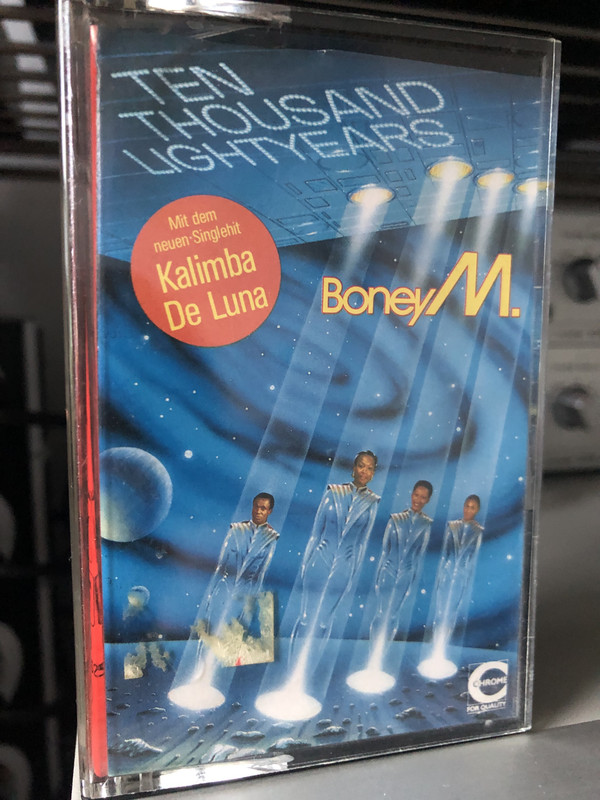 TEN
THOUSAND
LIGHTYEARS
Mit dem
neuen·Singlehit
Kalimba
De Luna
Boney M.
CHROME
FOR QUALITY